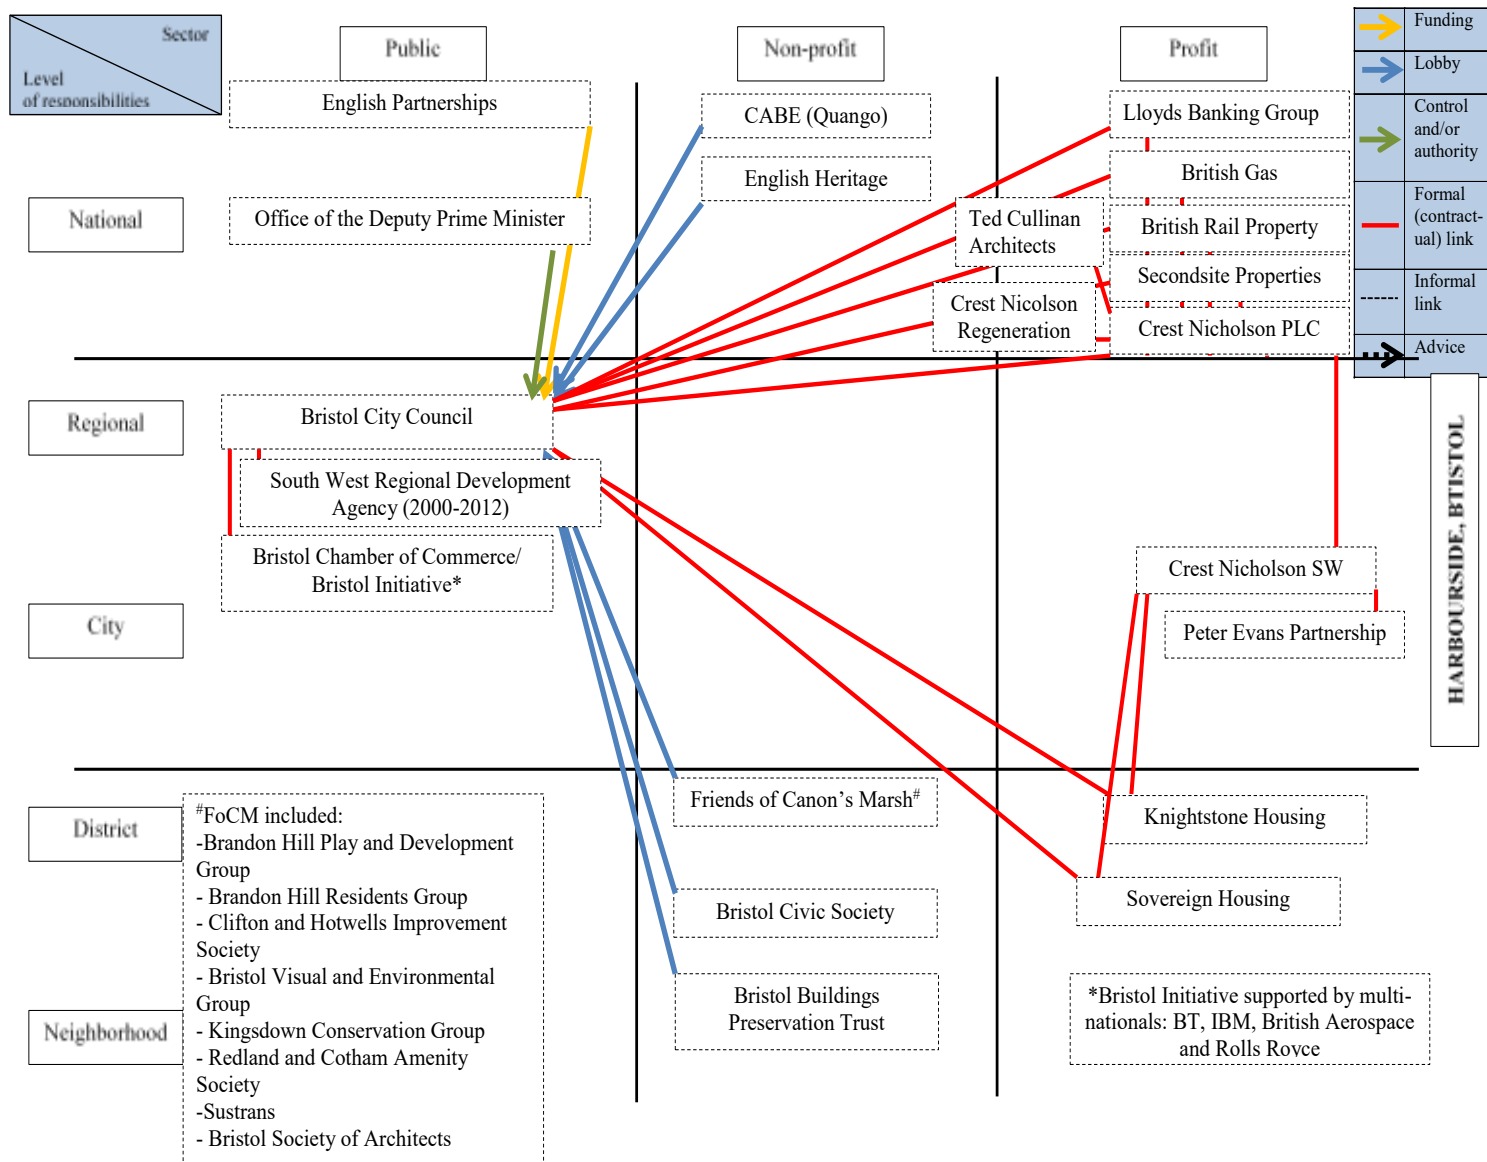 Sector
Level
of responsibilities
Public
Non-profit
Profit
Funding
Lobby
Control
and/or
authority
Formal
(contract-
ual) link
Informal
link
Advice
English Partnerships
CABE (Quango)
Lloyds Banking Group
English Heritage
British Gas
National
Office of the Deputy Prime Minister
Ted Cullinan
Architects
British Rail Property
Secondsite Properties
Crest Nicolson
Regeneration
Crest Nicholson PLC
Regional
Bristol City Council
South West Regional Development
Agency (2000-2012)
Bristol Chamber of Commerce/
Bristol Initiative*
HARBOURSIDE, BTISTOL
Crest Nicholson SW
City
Peter Evans Partnership
District
#FoCM included:
-Brandon Hill Play and Development
Group
- Brandon Hill Residents Group
- Clifton and Hotwells Improvement
Society
- Bristol Visual and Environmental
Group
- Kingsdown Conservation Group
- Redland and Cotham Amenity
Society
-Sustrans
- Bristol Society of Architects
Friends of Canon’s Marsh#
Knightstone Housing
Bristol Civic Society
Sovereign Housing
Neighborhood
Bristol Buildings
Preservation Trust
*Bristol Initiative supported by multi-
nationals: BT, IBM, British Aerospace
and Rolls Royce